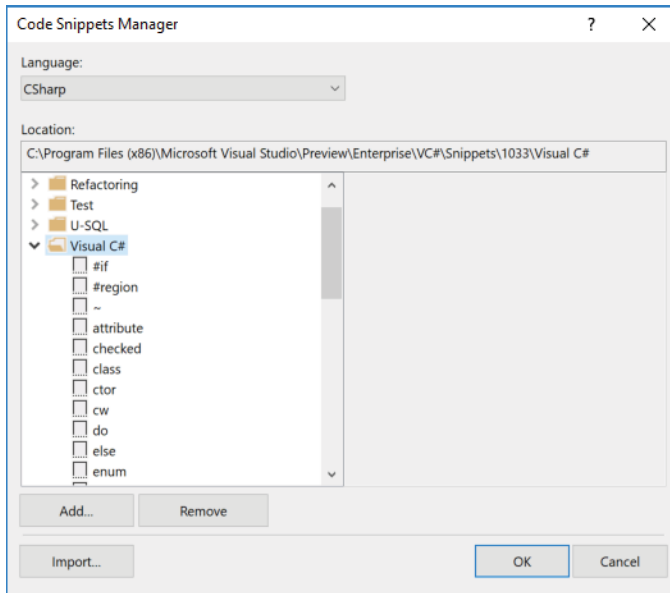 Code Snippets Manager
?
Language:
CSharp
Location:
C:\Program Files (x86)\Microsoft Visual Studio\Preview\Enterprise\VC#\Snippets\1033\Visual C#
Refactoring
Test
U-SQL
Visual C#
#if
#region
~
attribute
checked
class
ctor
cw
do
else
enum
Add... Remove
Import... OK Cancel